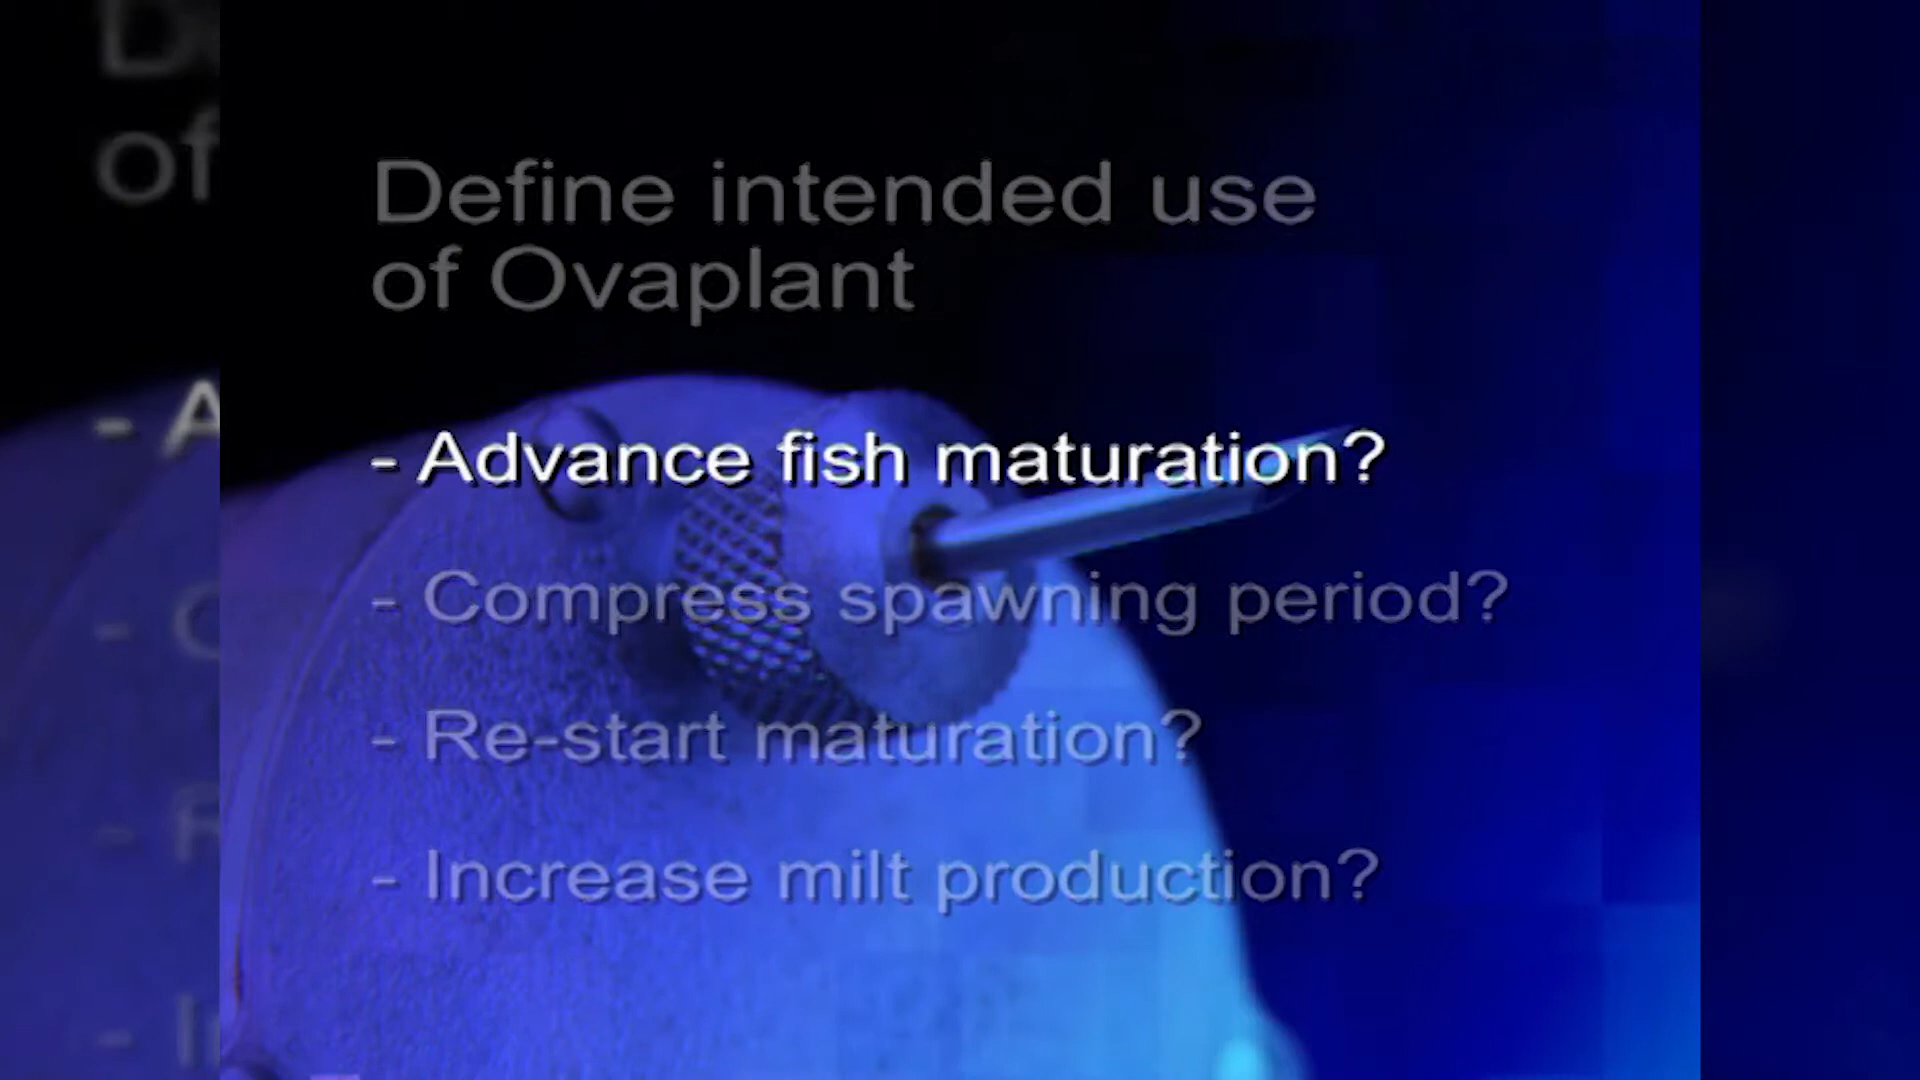 Define intended use
of Ovaplant
- Advance fish maturation?
- Compress spawning period?
- Re-start maturation?
- Increase milt production?